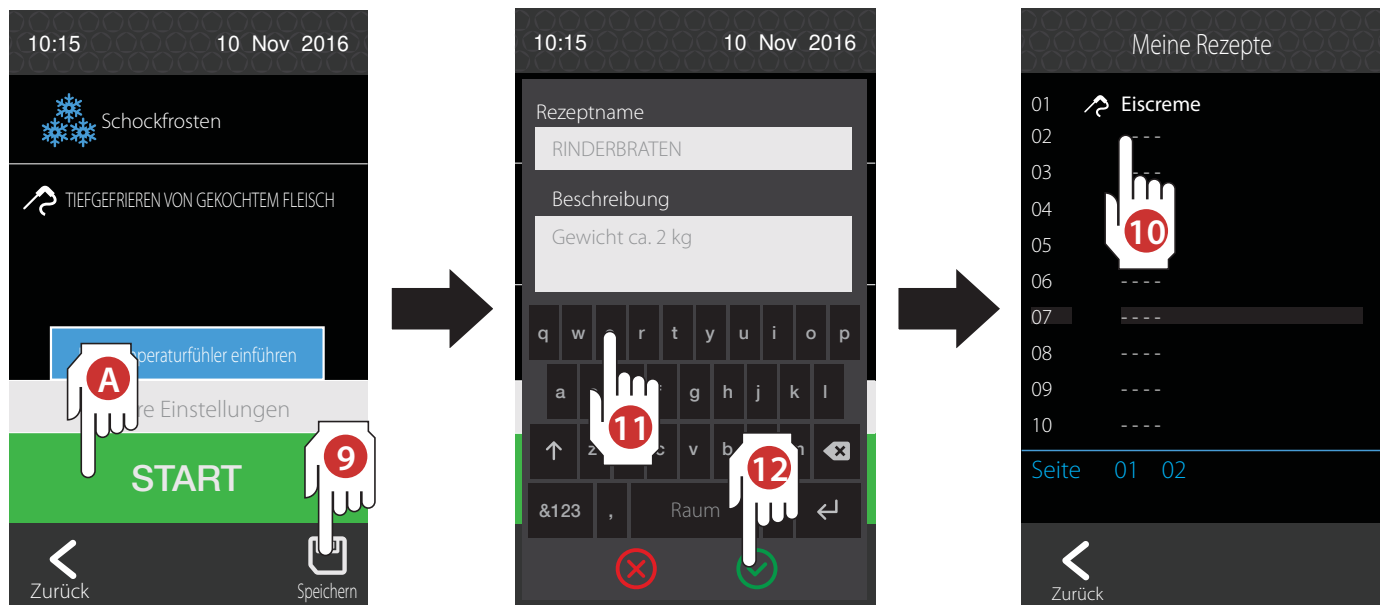 10:15 10 Nov 2016
Schockfrosten
TIEFGEFRIEREN VON GEKOCHTEM FLEISCH
einführen
A
Einstellungen
START
9
Zurück
Speichern
10:15 10 Nov 2016
Rezeptname
RINDERBRATEN
Beschreibung
Gewicht ca. 2 kg
q w r t y u i o p
a g h j k l
11
z c v b
12
&123 , Raum
Meine Rezepte
01 Eiscreme
02 - - -
03 - - -
04
05
10
06 - - - -
07 - - - -
08 - - - -
09 - - - -
10 - - - -
Seite 01 02
Zurück